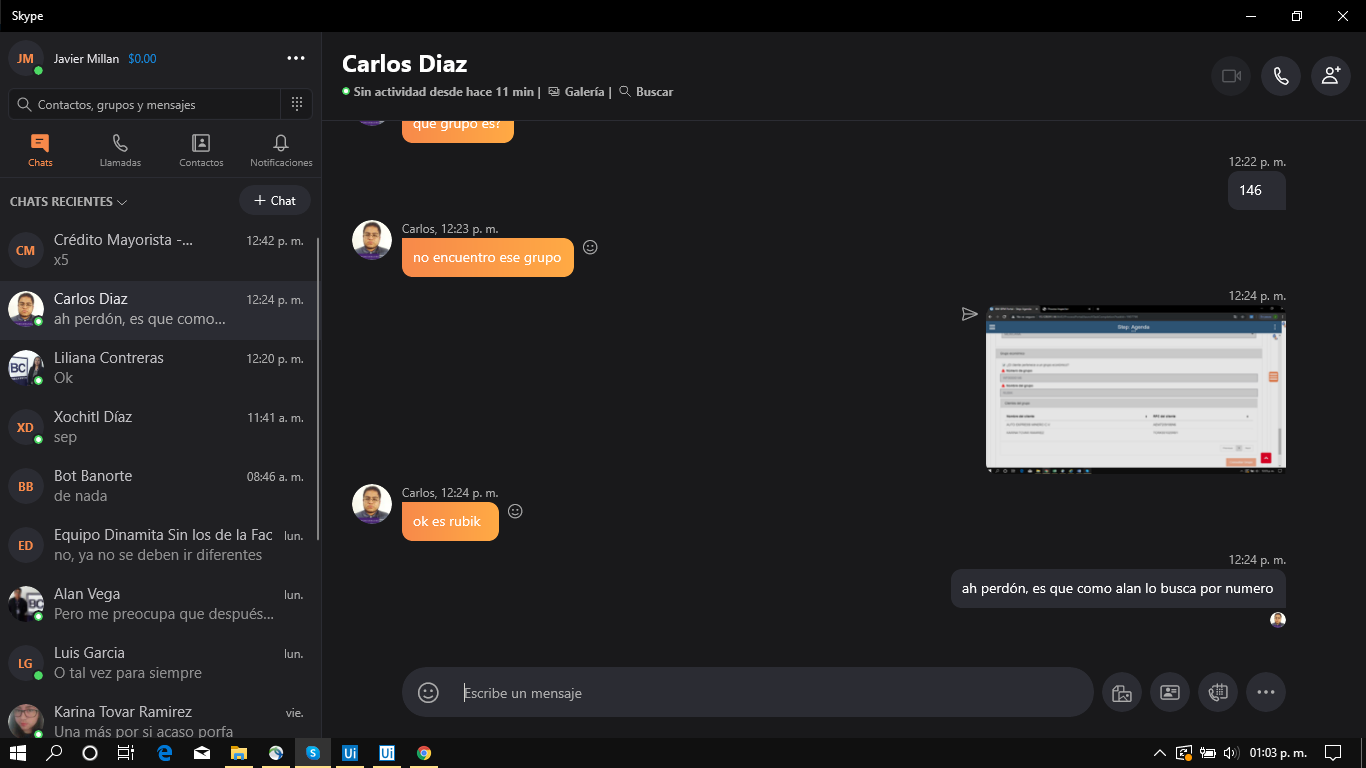 Skype
JM
Javier Millan
$0.00
Contactos, grupos y mensajes
Chats
Llamadas
Contactos
Notificaciones
CHATS RECIENTES
+ Chat
CM
Crédito Mayorista -...
12:42 p. m.
x5
Carlos Diaz
12:24 p. m.
ah perdón, es que como...
BC
Liliana Contreras
12:20 p. m.
Ok
XD
Xochitl Díaz
11:41 a. m.
sep
BB
Bot Banorte
08:46 a. m.
de nada
ED
Equipo Dinamita Sin los de la Fac
lun.
no, ya no se deben ir diferentes
BC
Alan Vega
lun.
Pero me preocupa que después...
LG
Luis Garcia
lun.
O tal vez para siempre
Karina Tovar Ramirez
vie.
Una más por si acaso porfa
Carlos Diaz
Sin actividad desde hace 11 min | Galería | Buscar
que grupo es?
12:22 p. m.
146
Carlos, 12:23 p. m.
no encuentro ese grupo
12:24 p. m.
Step: Agenda
Carlos, 12:24 p. m.
ok es rubik
12:24 p. m.
ah perdón, es que como alan lo busca por numero
Escribe un mensaje
Ui
Ui
01:03 p. m.